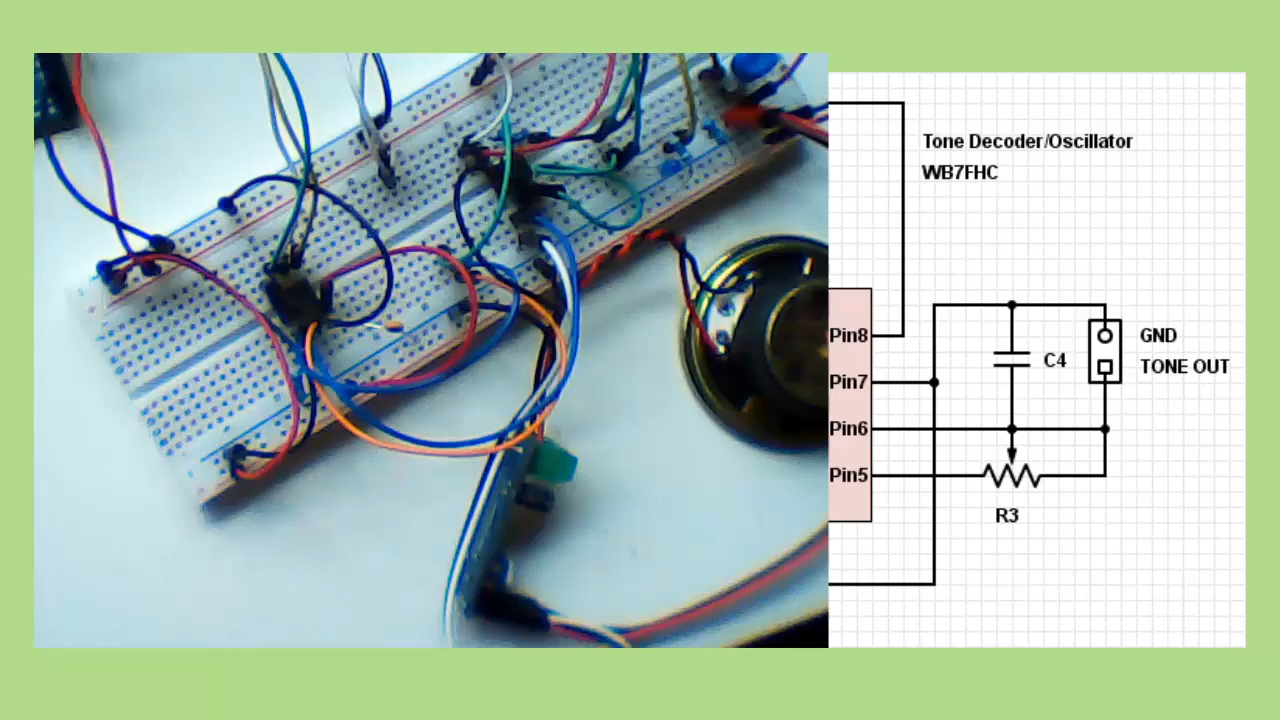 Tone Decoder/Oscillator
WB7FHC
Pin8
GND
C4
TONE OUT
Pin7
Pin6
Pin5
R3